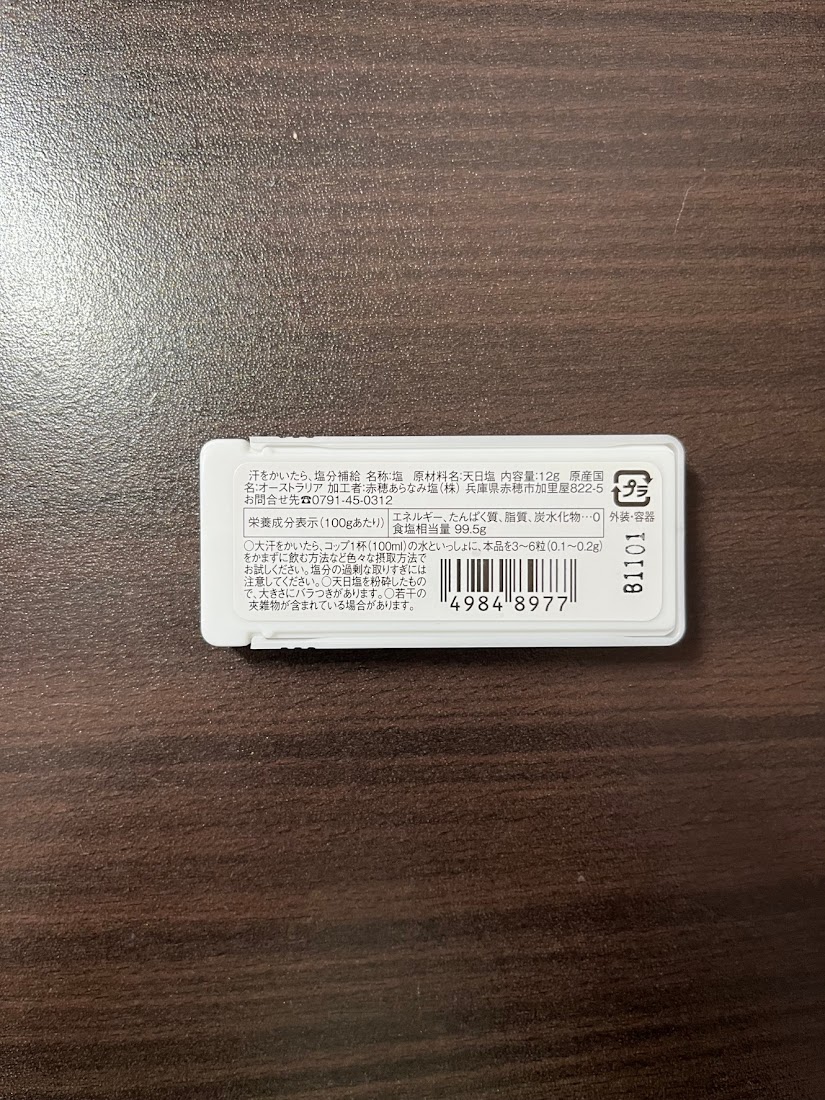 汗をかいたら、塩分補給 名称:塩 原材料名:天日塩 内容量:12g 原産国
名:オーストラリア 加工者:赤穂あらなみ塩(株) 兵庫県赤穂市加里屋822-5
お問合せ先☎0791-45-0312
プラ
外装・容器
栄養成分表示(100gあたり)
エネルギー、たんぱく質、脂質、炭水化物…0
食塩相当量 99.5g
○大汗をかいたら、コップ1杯(100ml)の水といっしょに、本品を3〜6粒(0.1〜0.2g)
をかまずに飲む方法など色々な摂取方法で
お試しください。塩分の過剰な取りすぎには
注意してください。○天日塩を粉砕したもの
で、大きさにバラつきがあります。○若干の
夾雑物が含まれている場合があります。
4984 8977
B1101